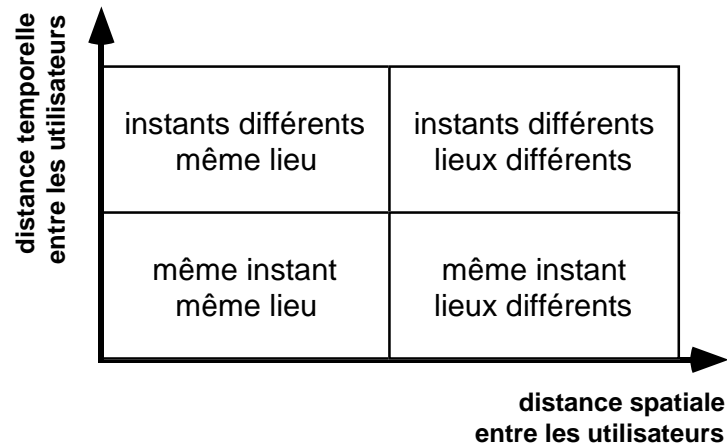 distance temporelle
entre les utilisateurs
instants différents
même lieu
instants différents
lieux différents
même instant
même lieu
même instant
lieux différents
distance spatiale
entre les utilisateurs